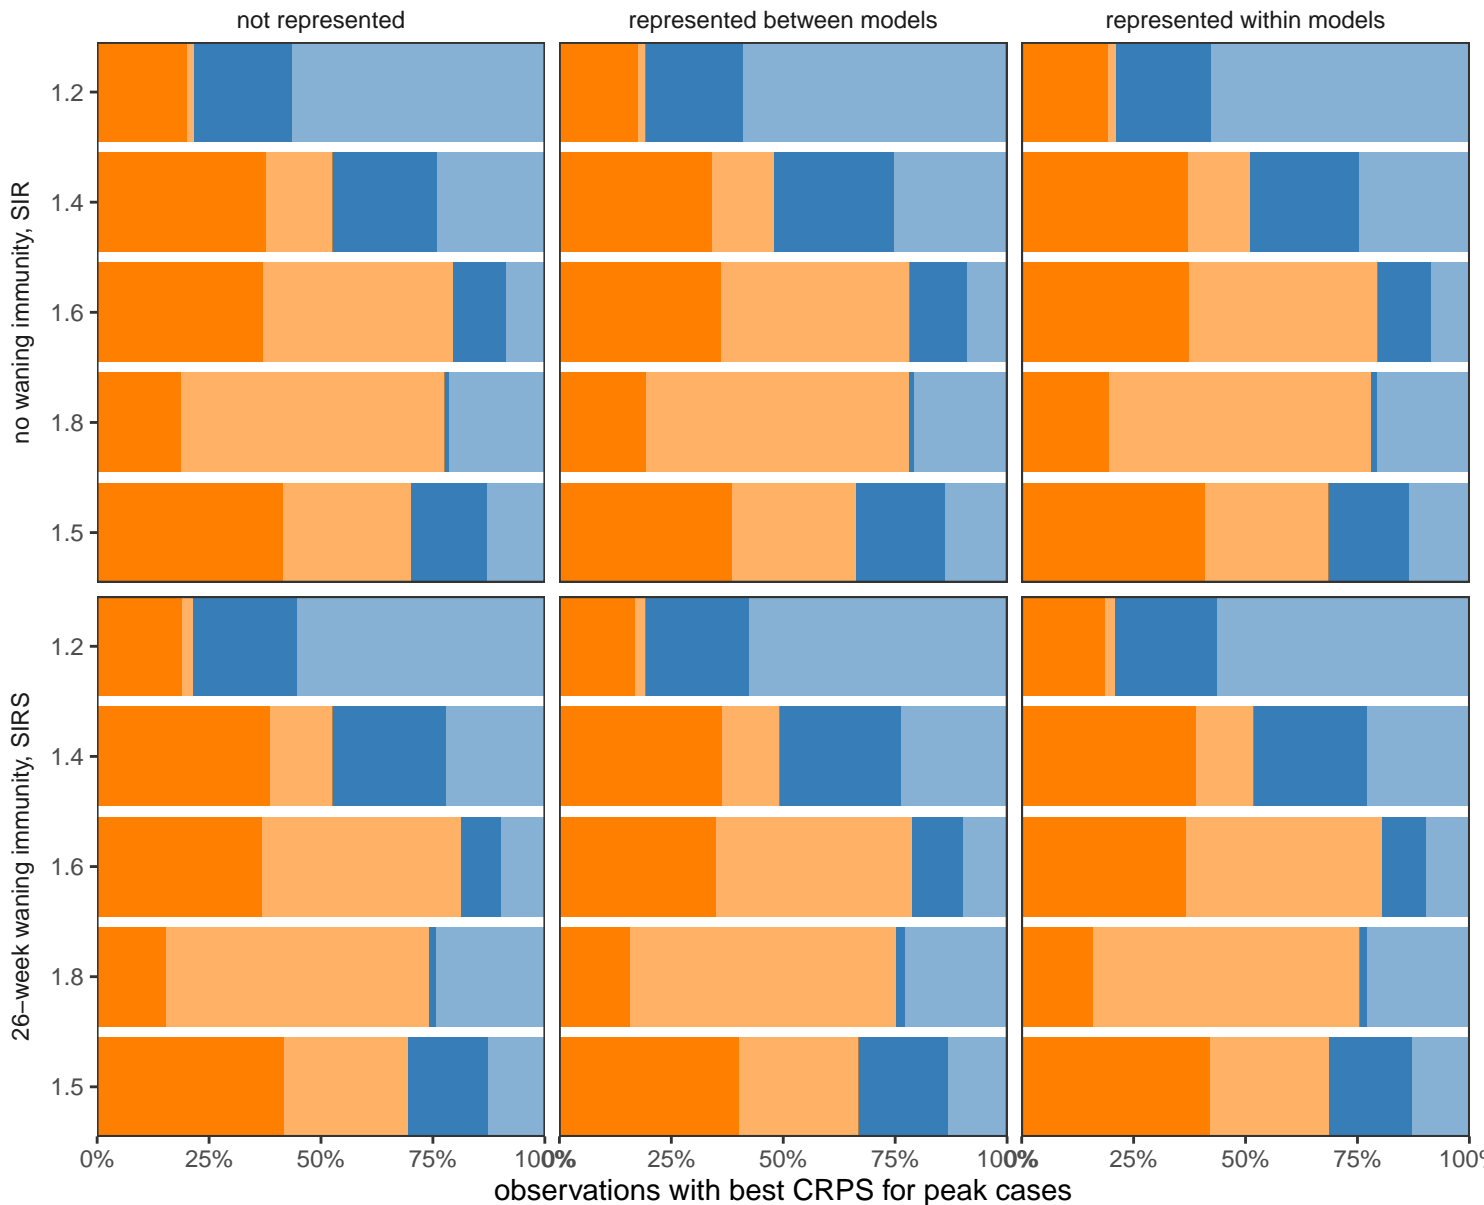 not represented
represented between models
represented within models
no waning immunity, SIR
1.2
1.4
1.6
1.8
1.5
26−week waning immunity, SIRS
1.2
1.4
1.6
1.8
1.5
0% 25% 50% 75% 100%
0% 25% 50% 75% 100%
0% 25% 50% 75% 100%
observations with best CRPS for peak cases